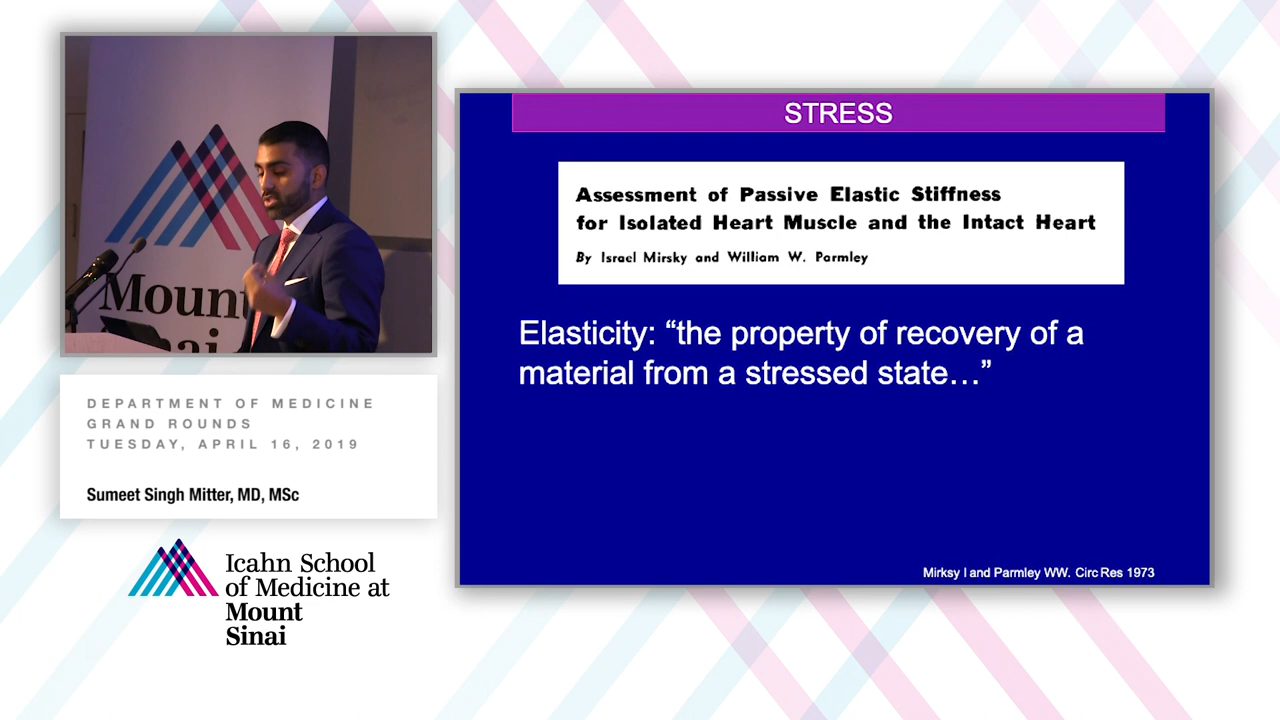 Mount
Sinai
DEPARTMENT OF MEDICINE
GRAND ROUNDS
TUESDAY, APRIL 16, 2019
Sumeet Singh Mitter, MD, MSc
Icahn School
of Medicine at
Mount
Sinai
STRESS
Assessment of Passive Elastic Stiffness
for Isolated Heart Muscle and the Intact Heart
By Israel Mirsky and William W. Parmley
Elasticity: “the property of recovery of a
material from a stressed state…”
Mirksy I and Parmley WW. Circ Res 1973